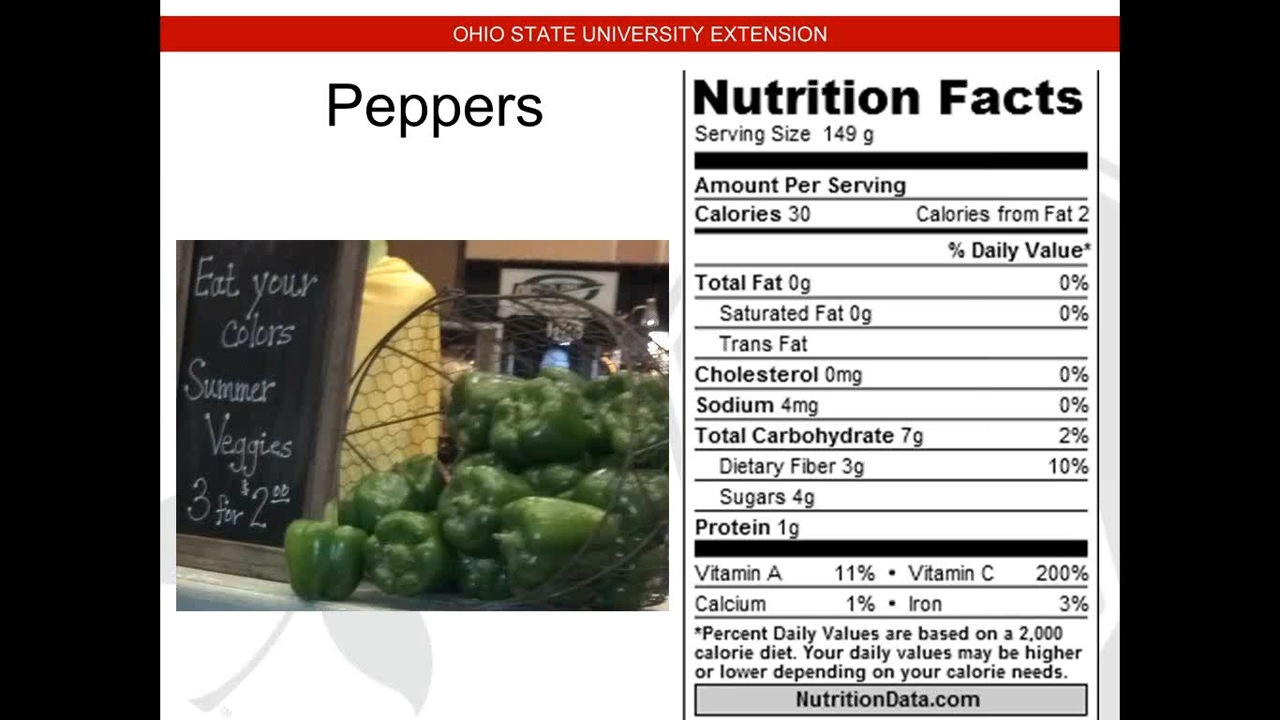 OHIO STATE UNIVERSITY EXTENSION
Peppers
Eat your
colors
Summer
Veggies
3 for $2.00
Nutrition Facts
Serving Size 149 g
Amount Per Serving
Calories 30 Calories from Fat 2
% Daily Value*
Total Fat 0g 0%
Saturated Fat 0g 0%
Trans Fat
Cholesterol 0mg 0%
Sodium 4mg 0%
Total Carbohydrate 7g 2%
Dietary Fiber 3g 10%
Sugars 4g
Protein 1g
Vitamin A 11% • Vitamin C 200%
Calcium 1% • Iron 3%
*Percent Daily Values are based on a 2,000
calorie diet. Your daily values may be higher
or lower depending on your calorie needs.
NutritionData.com